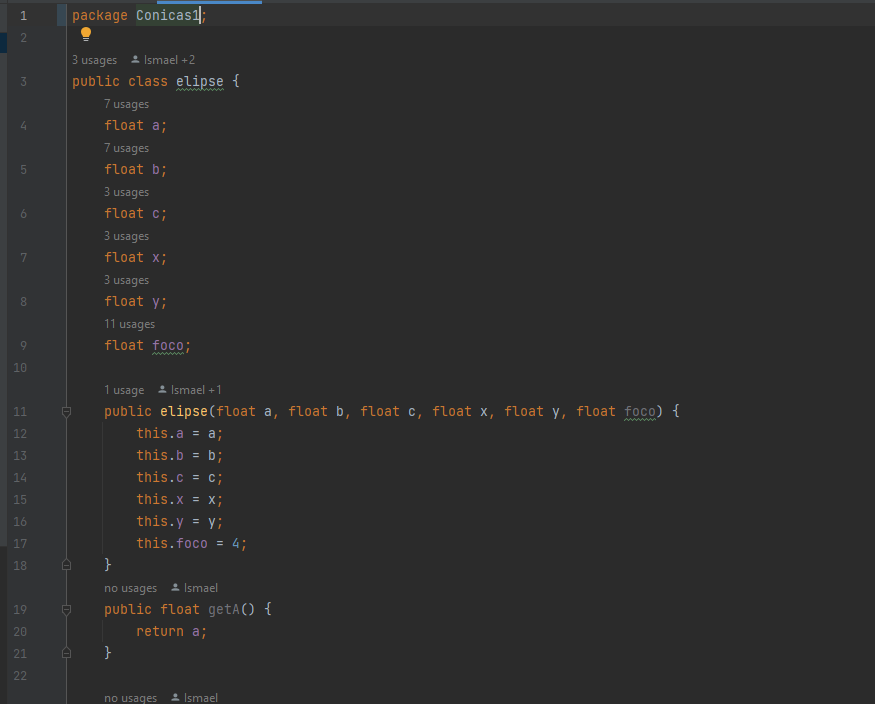 1 package Conicas1;
2
3 usages Ismael +2
3 public class elipse {
7 usages
4 float a;
7 usages
5 float b;
3 usages
6 float c;
3 usages
7 float x;
3 usages
8 float y;
11 usages
9 float foco;
10
1 usage Ismael +1
11 public elipse(float a, float b, float c, float x, float y, float foco) {
12 this.a = a;
13 this.b = b;
14 this.c = c;
15 this.x = x;
16 this.y = y;
17 this.foco = 4;
18 }
no usages Ismael
19 public float getA() {
20 return a;
21 }
22
no usages Ismael